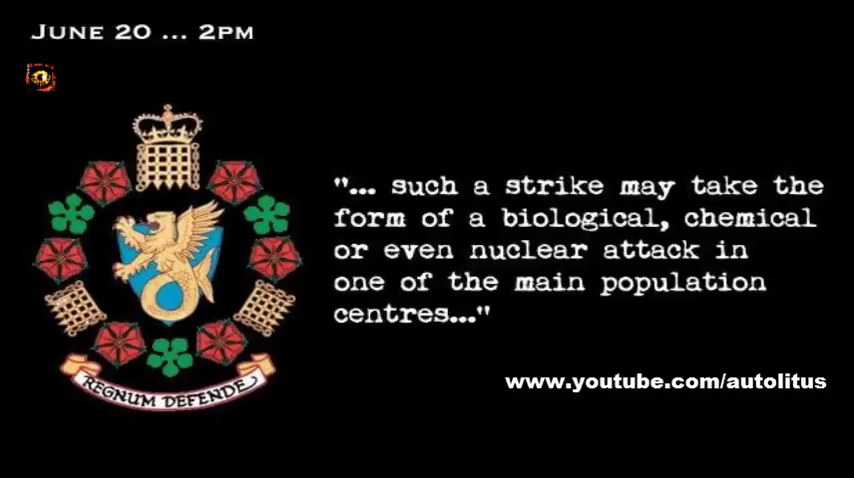 JUNE 20 ... 2PM
"... such a strike may take the
form of a biological, chemical
or even nuclear attack in
one of the main population
centres..."
www.youtube.com/autolitus
REGNUM DEFENDE